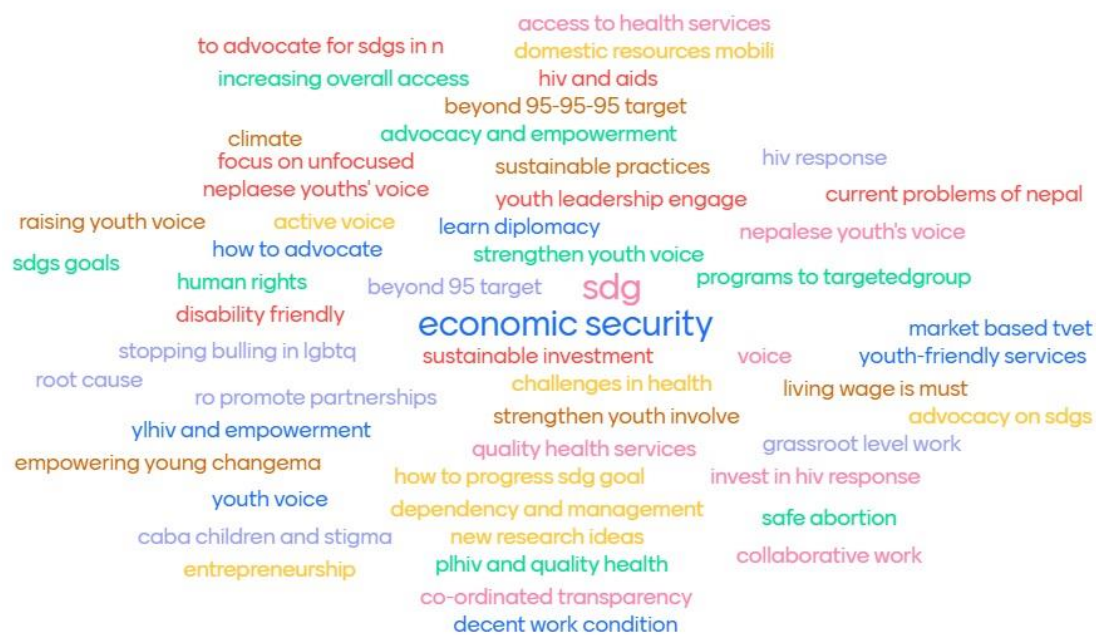 access to health services
to advocate for sdgs in n
domestic resources mobili
increasing overall access
hiv and aids
beyond 95-95-95 target
climate
advocacy and empowerment
focus on unfocused
sustainable practices
hiv response
neplaese youths' voice
youth leadership engage
current problems of nepal
raising youth voice
active voice
learn diplomacy
nepalese youth's voice
how to advocate
strengthen youth voice
sdgs goals
human rights
beyond 95 target
sdg
programs to targetedgroup
disability friendly
economic security
market based tvet
stopping bulling in lgbtq
sustainable investment
voice
youth-friendly services
root cause
challenges in health
living wage is must
ro promote partnerships
strengthen youth involve
advocacy on sdgs
ylhiv and empowerment
quality health services
grassroot level work
empowering young changema
how to progress sdg goal
invest in hiv response
youth voice
dependency and management
safe abortion
caba children and stigma
new research ideas
collaborative work
entrepreneurship
plhiv and quality health
co-ordinated transparency
decent work condition